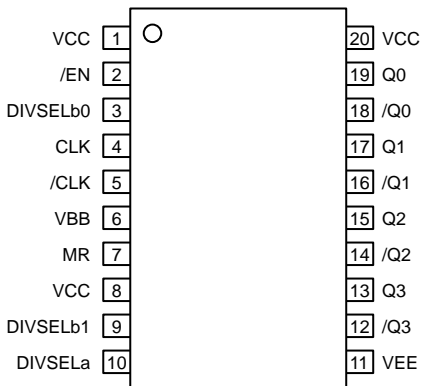 VCC 1 20 VCC
/EN 2 19 Q0
DIVSELb0 3 18 /Q0
CLK 4 17 Q1
/CLK 5 16 /Q1
VBB 6 15 Q2
MR 7 14 /Q2
VCC 8 13 Q3
DIVSELb1 9 12 /Q3
DIVSELa 10 11 VEE